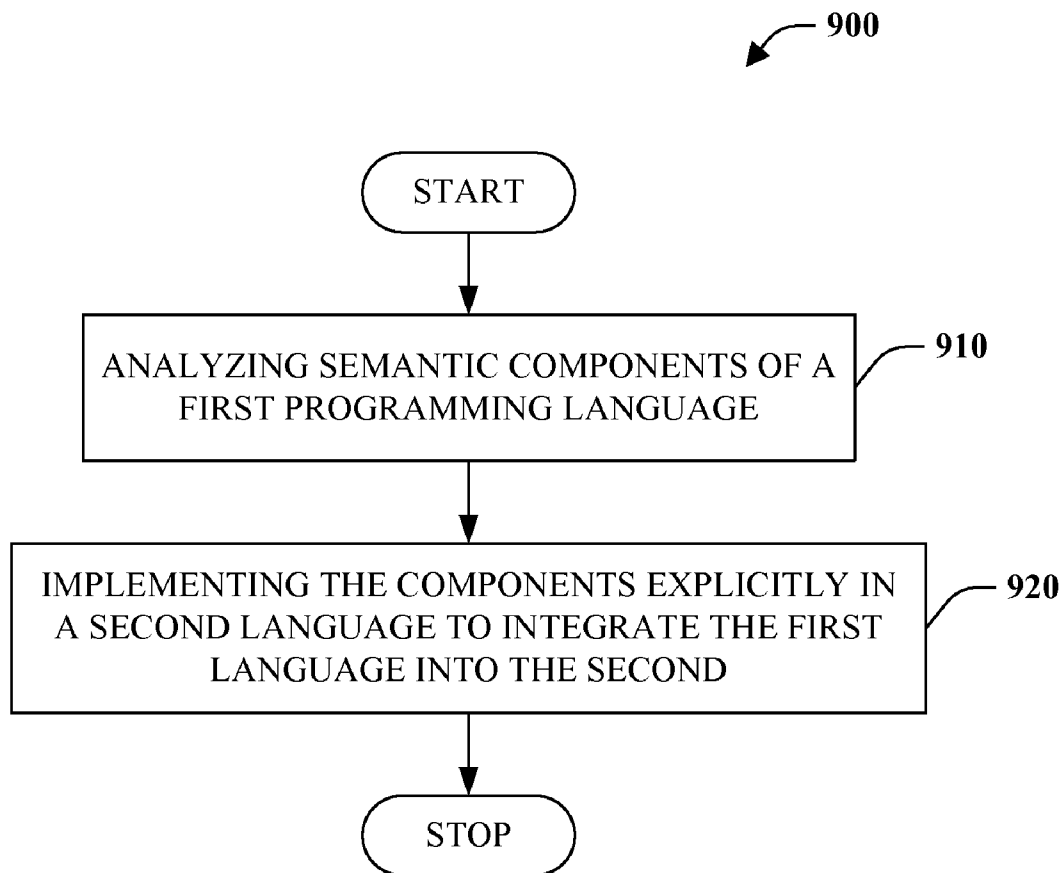 900
START
ANALYZING SEMANTIC COMPONENTS OF A
FIRST PROGRAMMING LANGUAGE
910
IMPLEMENTING THE COMPONENTS EXPLICITLY IN
A SECOND LANGUAGE TO INTEGRATE THE FIRST
LANGUAGE INTO THE SECOND
920
STOP